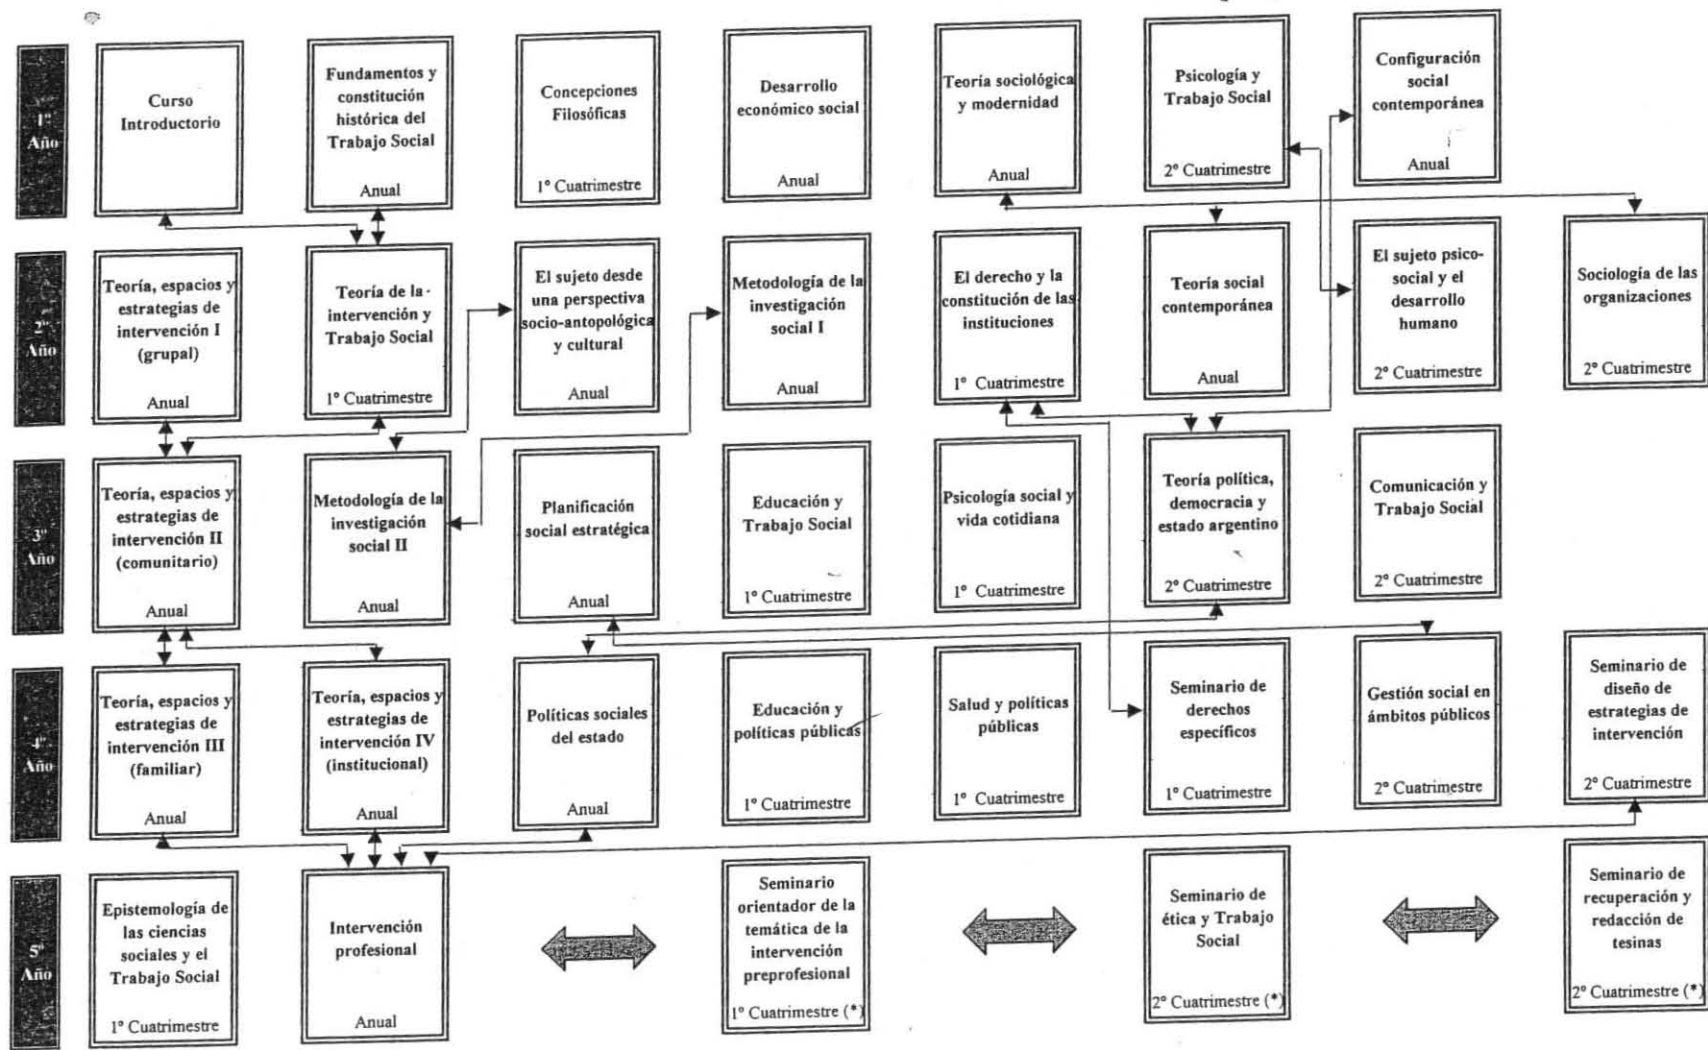 1º
Año
Curso
Introductorio
Fundamentos y
constitución
histórica del
Trabajo Social
Anual
Concepciones
Filosóficas
1º Cuatrimestre
Desarrollo
económico social
Anual
Teoría sociológica
y modernidad
Anual
Psicología y
Trabajo Social
2º Cuatrimestre
Configuración
social
contemporánea
Anual
2º
Año
Teoría, espacios y
estrategias de
intervención I
(grupal)
Anual
Teoría de la
intervención y
Trabajo Social
1º Cuatrimestre
El sujeto desde
una perspectiva
socio-antopológica
y cultural
Anual
Metodología de la
investigación
social I
Anual
El derecho y la
constitución de las
instituciones
1º Cuatrimestre
Teoría social
contemporánea
Anual
El sujeto psico-
social y el
desarrollo
humano
2º Cuatrimestre
Sociología de las
organizaciones
2º Cuatrimestre
3º
Año
Teoría, espacios y
estrategias de
intervención II
(comunitario)
Anual
Metodología de la
investigación
social II
Anual
Planificación
social estratégica
Anual
Educación y
Trabajo Social
1º Cuatrimestre
Psicología social y
vida cotidiana
1º Cuatrimestre
Teoría política,
democracia y
estado argentino
2º Cuatrimestre
Comunicación y
Trabajo Social
2º Cuatrimestre
4º
Año
Teoría, espacios y
estrategias de
intervención III
(familiar)
Anual
Teoría, espacios y
estrategias de
intervención IV
(institucional)
Anual
Políticas sociales
del estado
Anual
Educación y
políticas públicas
1º Cuatrimestre
Salud y políticas
públicas
1º Cuatrimestre
Seminario de
derechos
específicos
1º Cuatrimestre
Gestión social en
ámbitos públicos
2º Cuatrimestre
Seminario de
diseño de
estrategias de
intervención
2º Cuatrimestre
5º
Año
Epistemología de
las ciencias
sociales y el
Trabajo Social
1º Cuatrimestre
Intervención
profesional
Anual
Seminario
orientador de la
temática de la
intervención
preprofesional
1º Cuatrimestre (*)
Seminario de
ética y Trabajo
Social
2º Cuatrimestre (*)
Seminario de
recuperación y
redacción de
tesinas
2º Cuatrimestre (*)